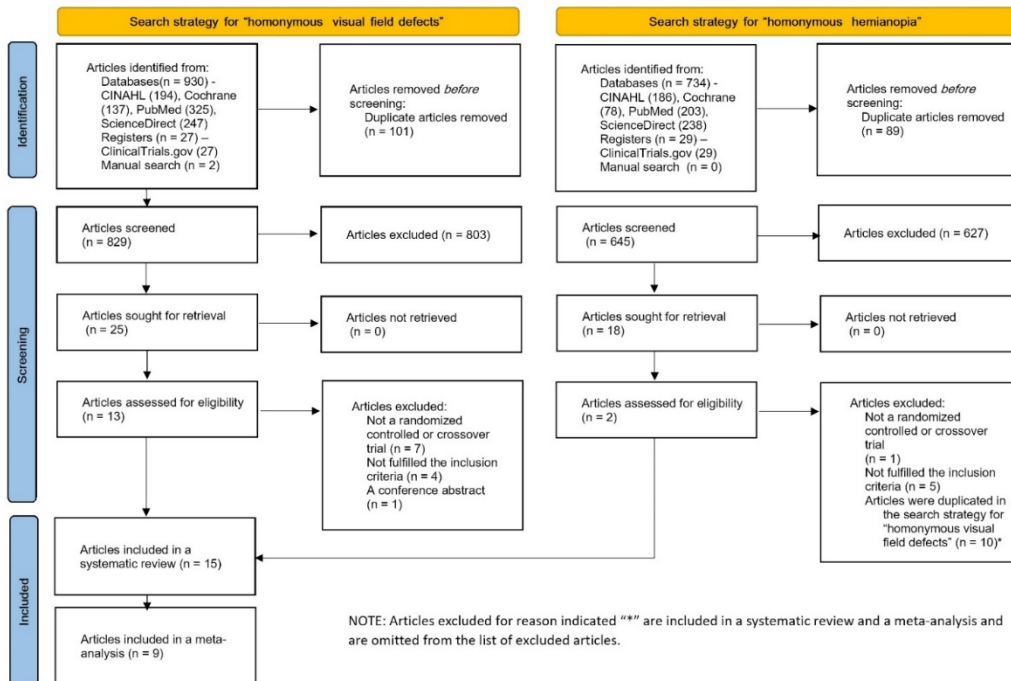 Search strategy for “homonymous visual field defects”
Search strategy for “homonymous hemianopia”
Identification
Articles identified from:
Databases(n = 930) -
CINAHL (194), Cochrane
(137), PubMed (325),
ScienceDirect (247)
Registers (n = 27) –
ClinicalTrials.gov (27)
Manual search (n = 2)
Articles removed before
screening:
Duplicate articles removed
(n = 101)
Articles identified from:
Databases(n = 734) -
CINAHL (186), Cochrane
(78), PubMed (203),
ScienceDirect (238)
Registers (n = 29) –
ClinicalTrials.gov (29)
Manual search (n = 0)
Articles removed before
screening:
Duplicate articles removed
(n = 89)
Screening
Articles screened
(n = 829)
Articles excluded (n = 803)
Articles screened
(n = 645)
Articles excluded (n = 627)
Articles sought for retrieval
(n = 25)
Articles not retrieved
(n = 0)
Articles sought for retrieval
(n = 18)
Articles not retrieved
(n = 0)
Articles assessed for eligibility
(n = 13)
Articles excluded:
Not a randomized
controlled or crossover
trial (n = 7)
Not fulfilled the inclusion
criteria (n = 4)
A conference abstract
(n = 1)
Articles assessed for eligibility
(n = 2)
Articles excluded:
Not a randomized
controlled or crossover
trial
(n = 1)
Not fulfilled the inclusion
criteria (n = 5)
Articles were duplicated in
the search strategy for
“homonymous visual
field defects” (n = 10)*
Included
Articles included in a
systematic review (n = 15)
Articles included in a meta-
analysis (n = 9)
NOTE: Articles excluded for reason indicated “*” are included in a systematic review and a meta-analysis and
are omitted from the list of excluded articles.